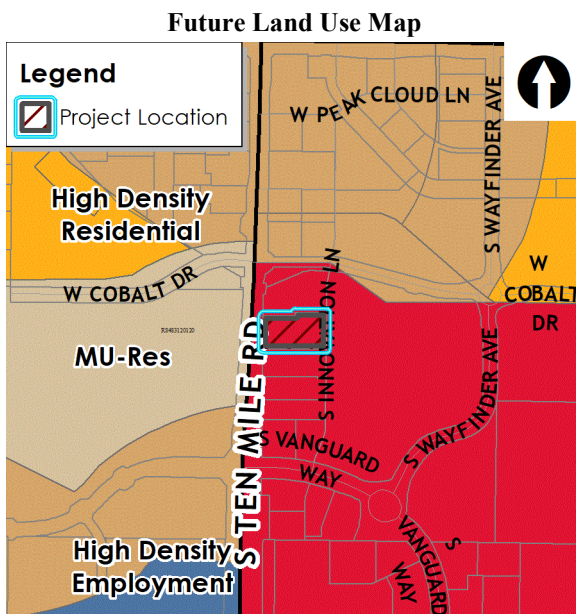 Future Land Use Map
Legend
Project Location
W PEAK CLOUD LN
S WAYFINDER AVE
High Density
Residential
W COBALT DR
W
COBALT
DR
S INNOVATION LN
MU-Res
S TEN MILE RD
S WAYFINDER AVE
S VANGUARD
WAY
S
VANGUARD
WAY
High Density
Employment